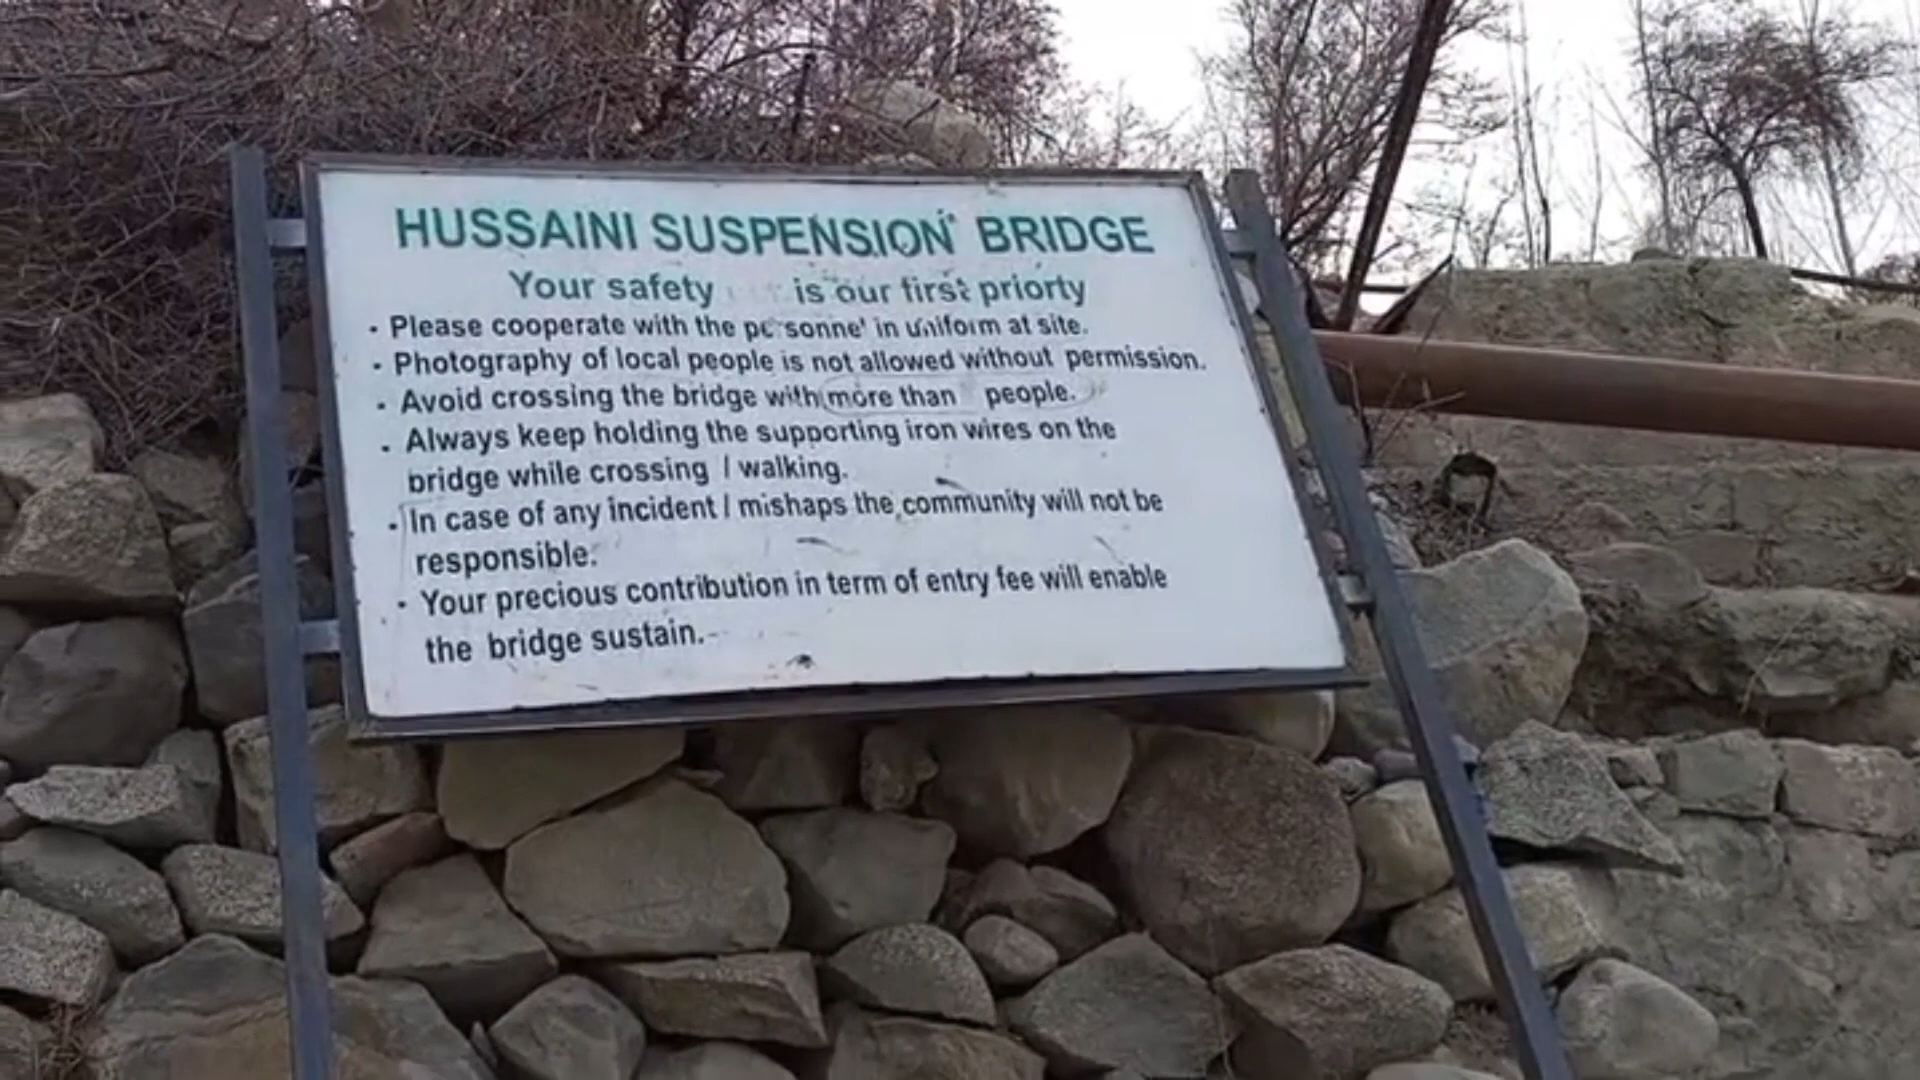 HUSSAINI SUSPENSION BRIDGE
Your safety is our first priorty
• Please cooperate with the personnel in uniform at site.
• Photography of local people is not allowed without permission.
• Avoid crossing the bridge with more than people.
• Always keep holding the supporting iron wires on the
bridge while crossing / walking.
• In case of any incident / mishaps the community will not be
responsible.
• Your precious contribution in term of entry fee will enable
the bridge sustain.